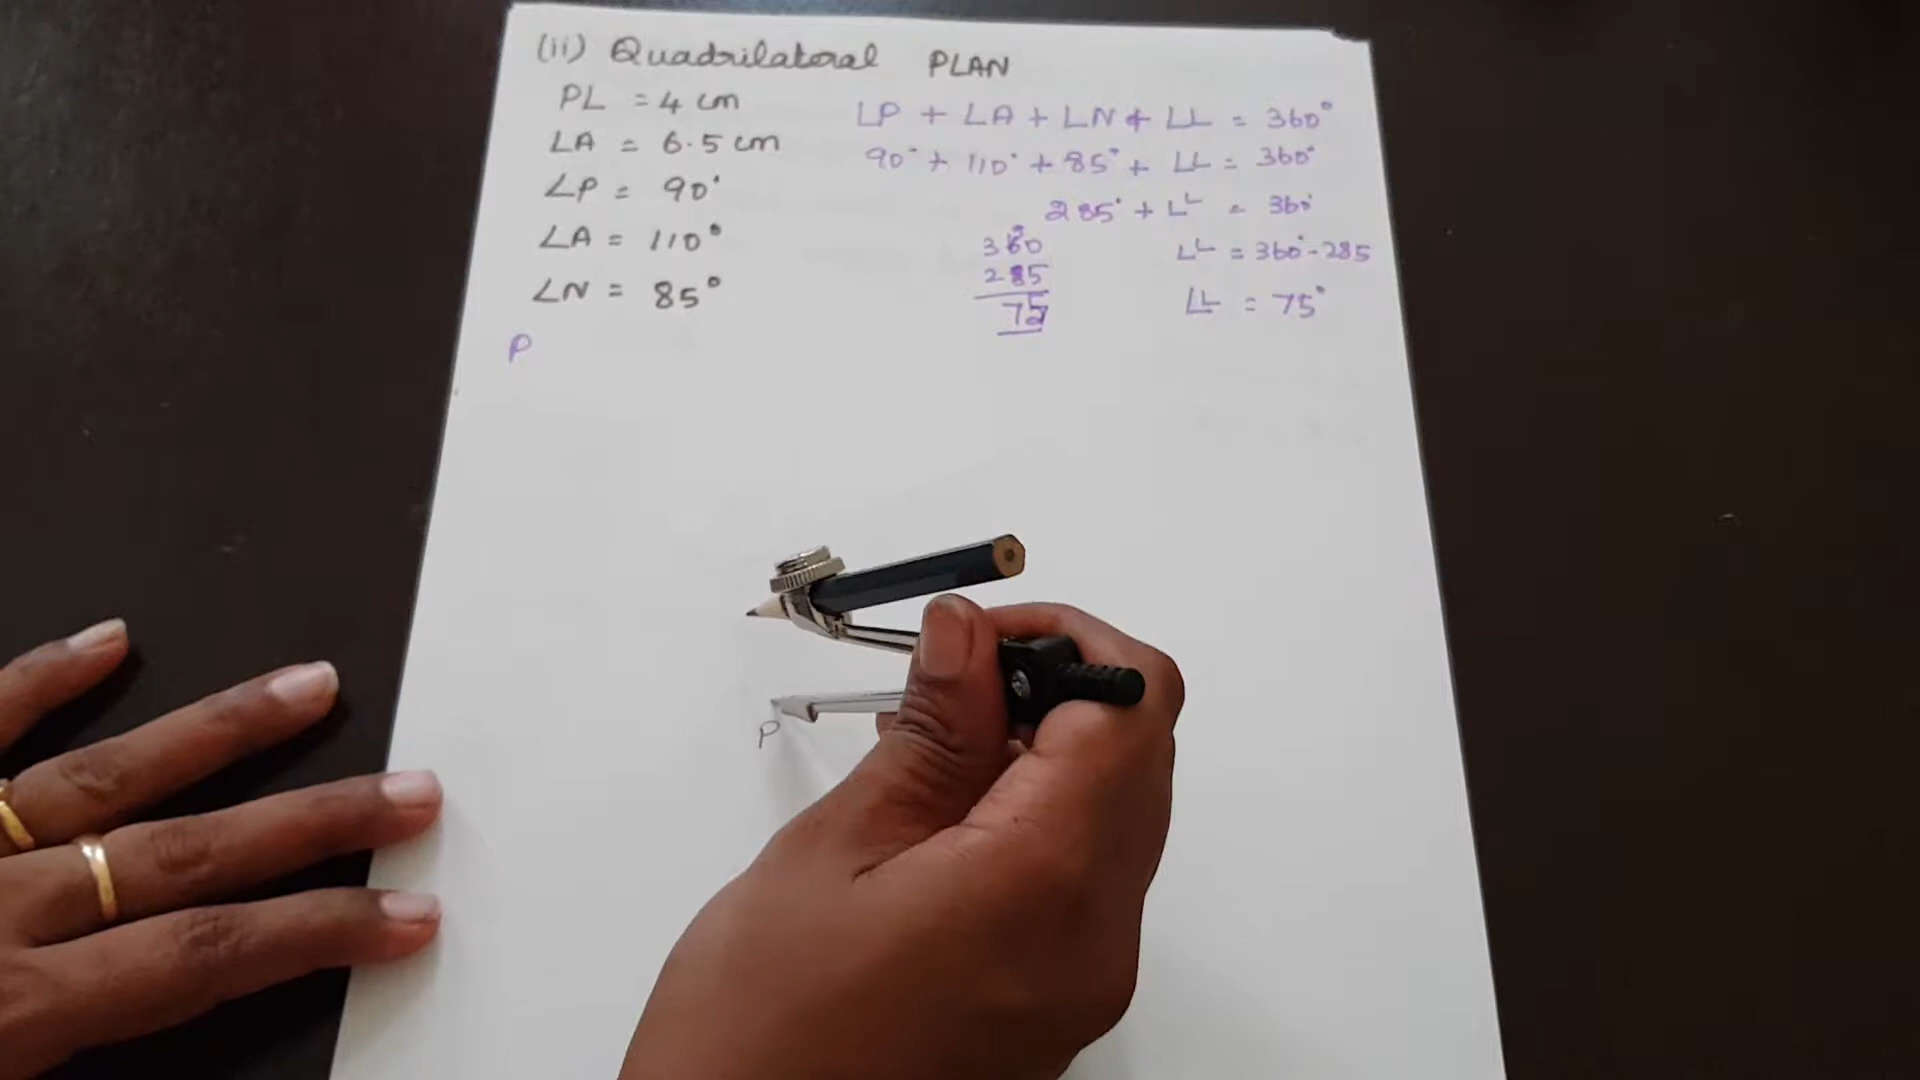 (ii) Quadrilateral PLAN
PL = 4 cm
LA = 6.5 cm
∠P = 90°
∠A = 110°
∠N = 85°
∠P + ∠A + ∠N + ∠L = 360°
90° + 110° + 85° + ∠L = 360°
285° + ∠L = 360
∠L = 360° - 285
∠L = 75°
360
285
75
P
P